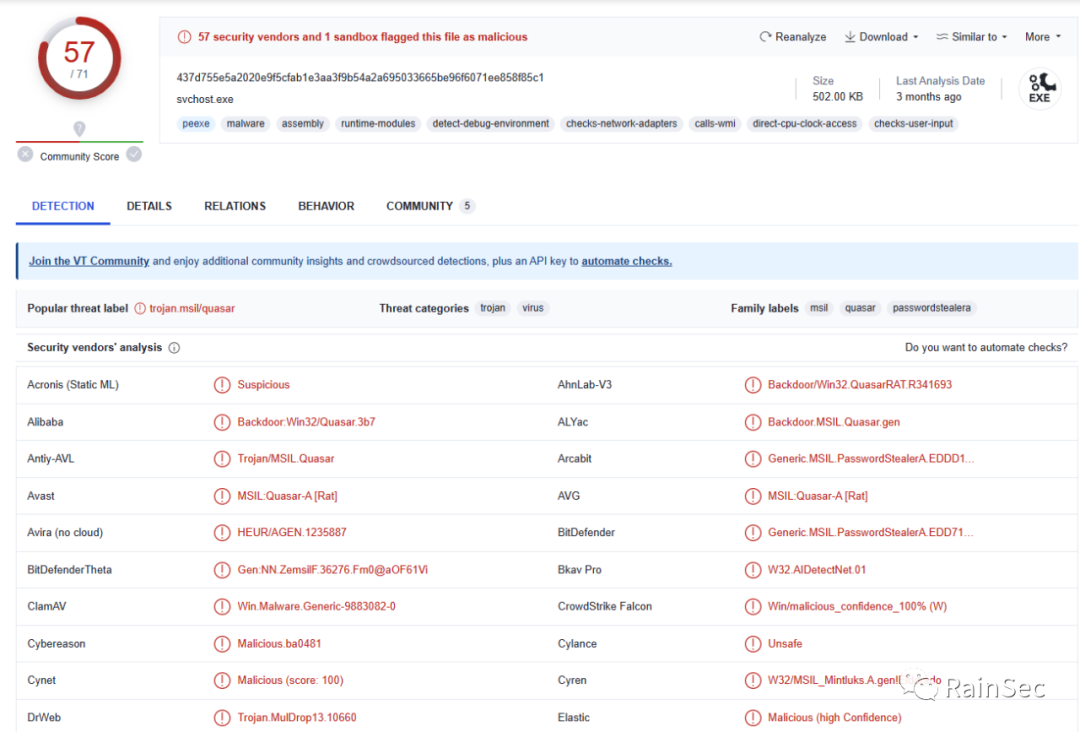 57
/ 71
Community Score
57 security vendors and 1 sandbox flagged this file as malicious
Reanalyze Download Similar to More
437d755e5a2020e9f5cfab1e3aa3f9b54a2a695033665be96f6071ee858f85c1
svchost.exe
Size
502.00 KB
Last Analysis Date
3 months ago
EXE
peexe malware assembly runtime-modules detect-debug-environment checks-network-adapters calls-wmi direct-cpu-clock-access checks-user-input
DETECTION DETAILS RELATIONS BEHAVIOR COMMUNITY 5
Join the VT Community and enjoy additional community insights and crowdsourced detections, plus an API key to automate checks.
Popular threat label trojan.msil/quasar Threat categories trojan virus Family labels msil quasar passwordstealera
Security vendors' analysis Do you want to automate checks?
Acronis (Static ML) Suspicious AhnLab-V3 Backdoor/Win32.QuasarRAT.R341693
Alibaba Backdoor:Win32/Quasar.3b7 ALYac Backdoor.MSIL.Quasar.gen
Antiy-AVL Trojan/MSIL.Quasar Arcabit Generic.MSIL.PasswordStealerA.EDDD1...
Avast MSIL:Quasar-A [Rat] AVG MSIL:Quasar-A [Rat]
Avira (no cloud) HEUR/AGEN.1235887 BitDefender Generic.MSIL.PasswordStealerA.EDD71...
BitDefenderTheta Gen:NN.ZemsilF.36276.Fm0@aOF61Vi Bkav Pro W32.AIDetectNet.01
ClamAV Win.Malware.Generic-9883082-0 CrowdStrike Falcon Win/malicious_confidence_100% (W)
Cybereason Malicious.ba0481 Cylance Unsafe
Cynet Malicious (score: 100) Cyren
RainSec
DrWeb Trojan.MulDrop13.10660 Elastic Malicious (high Confidence)